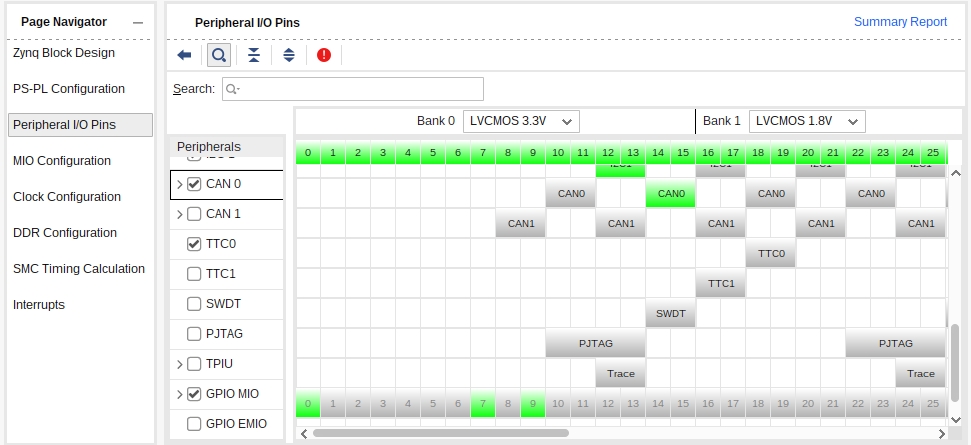 Page Navigator
Zynq Block Design
PS-PL Configuration
Peripheral I/O Pins
MIO Configuration
Clock Configuration
DDR Configuration
SMC Timing Calculation
Interrupts
Peripheral I/O Pins Summary Report
Search:
Bank 0 LVCMOS 3.3V Bank 1 LVCMOS 1.8V
Peripherals 0 1 2 3 4 5 6 7 8 9 10 11 12 13 14 15 16 17 18 19 20 21 22 23 24 25
CAN 0 CAN0 CAN0 CAN0 CAN0
CAN 1 CAN1 CAN1 CAN1 CAN1 CAN1
TTC0 TTC0
TTC1 TTC1
SWDT SWDT
PJTAG PJTAG PJTAG
TPIU Trace Trace
GPIO MIO 0 1 2 3 4 5 6 7 8 9 10 11 12 13 14 15 16 17 18 19 20 21 22 23 24 25
GPIO EMIO